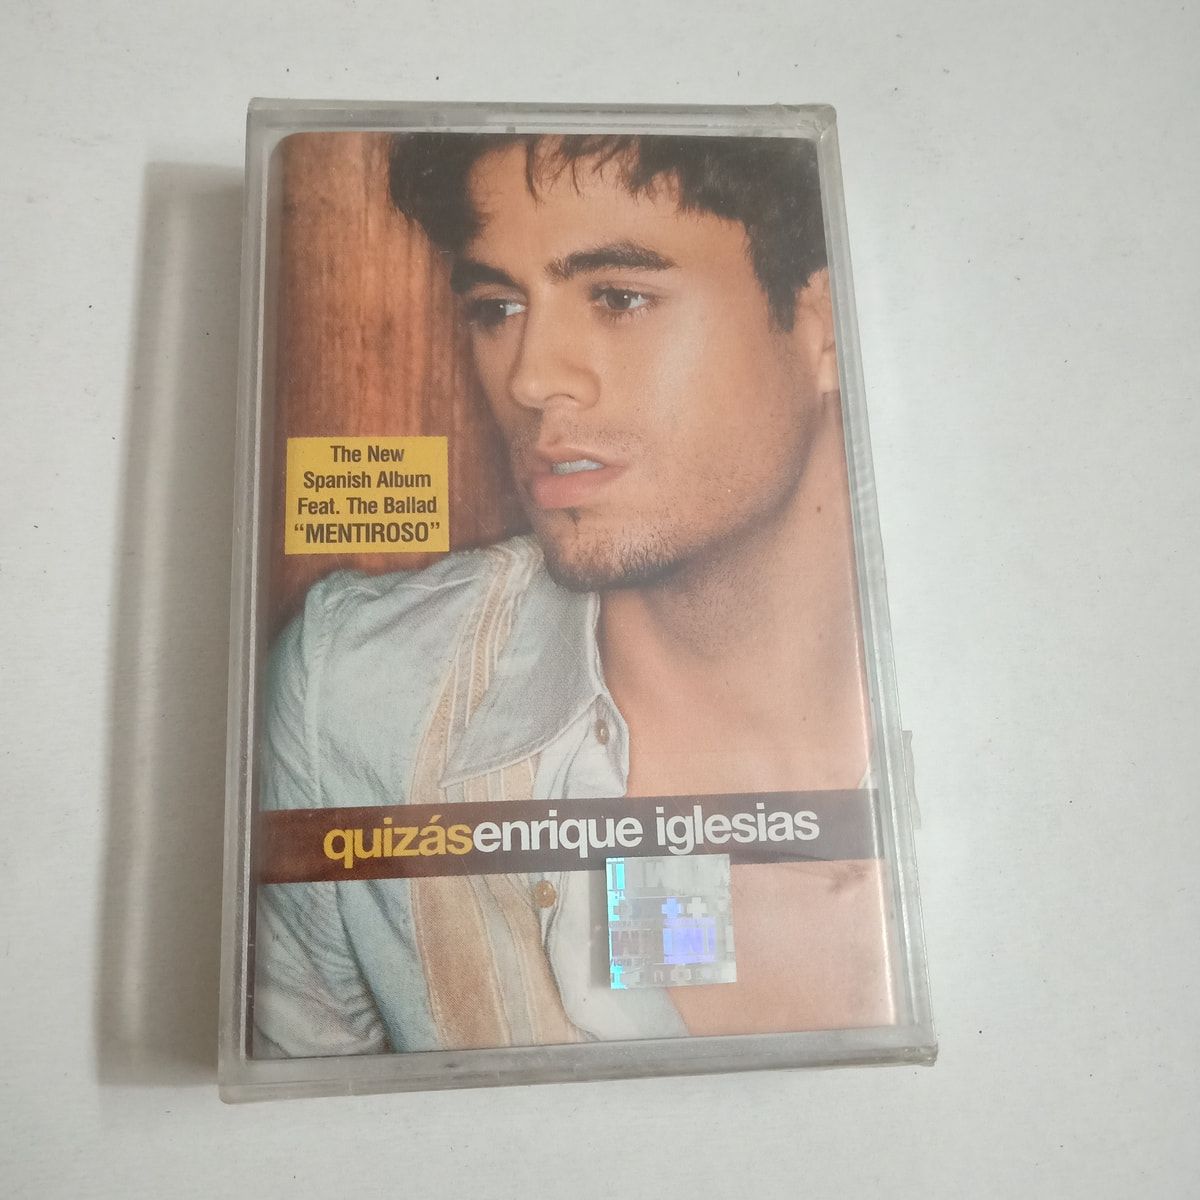 The New
Spanish Album
Feat. The Ballad
“MENTIROSO”
quizásenrique iglesias